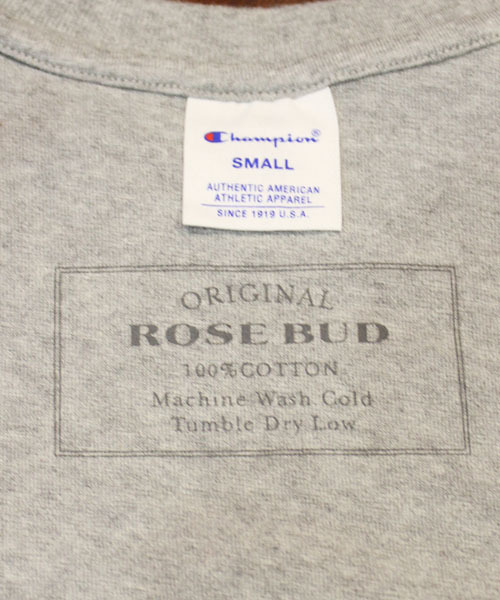 Champion®
SMALL
AUTHENTIC AMERICAN
ATHLETIC APPAREL
SINCE 1919 U.S.A.
ORIGINAL
ROSE BUD
100%COTTON
Machine Wash Cold
Tumble Dry Low